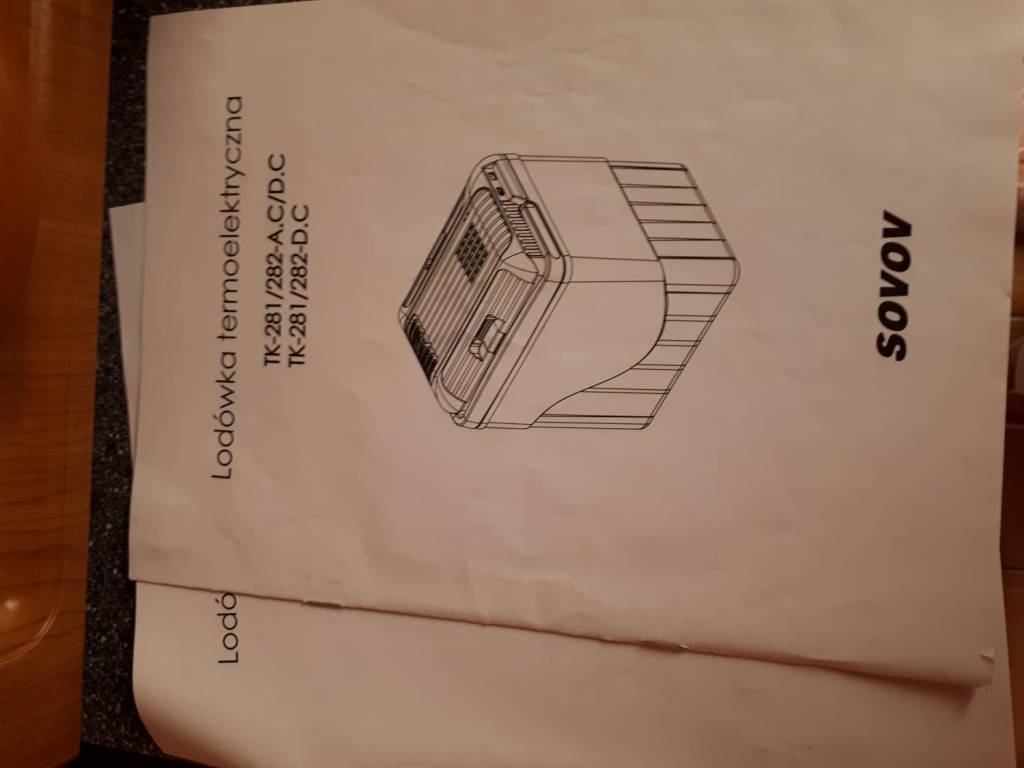 Lodówka termoelektryczna
TK-281/282-A.C/D.C
TK-281/282-D.C
sovov
Lodó